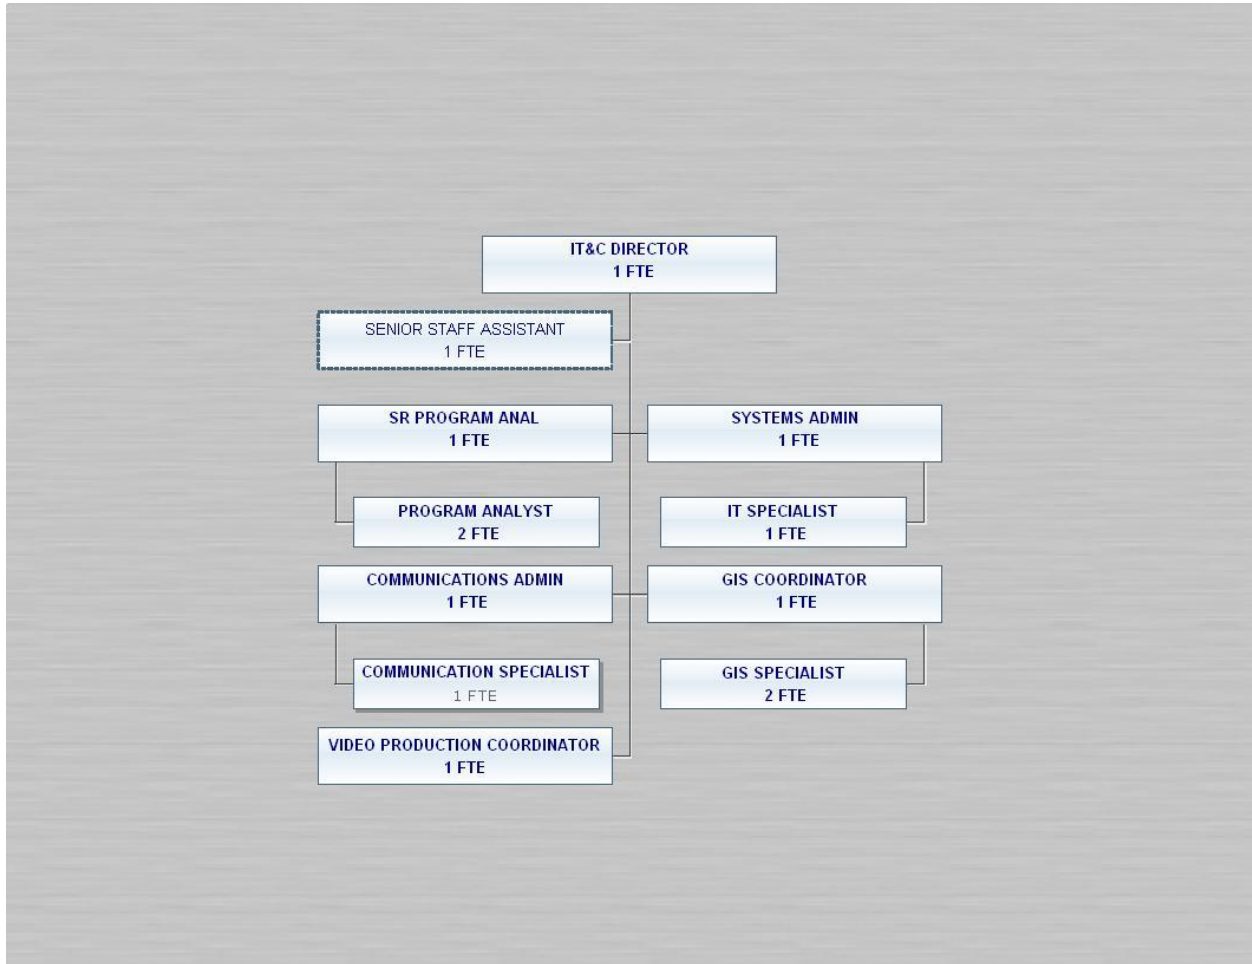 IT&C DIRECTOR
1 FTE
SENIOR STAFF ASSISTANT
1 FTE
SR PROGRAM ANAL
1 FTE
SYSTEMS ADMIN
1 FTE
PROGRAM ANALYST
2 FTE
IT SPECIALIST
1 FTE
COMMUNICATIONS ADMIN
1 FTE
GIS COORDINATOR
1 FTE
COMMUNICATION SPECIALIST
1 FTE
GIS SPECIALIST
2 FTE
VIDEO PRODUCTION COORDINATOR
1 FTE